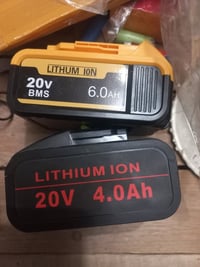 LITHIUM ION
20V
BMS
6.0AH
LITHIUM ION
20V 4.0Ah